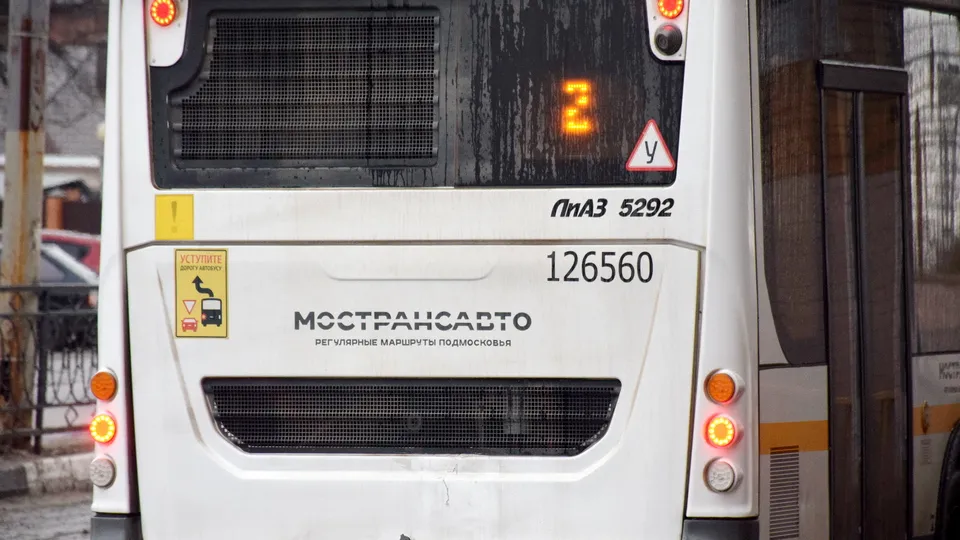 2
У
ЛиАЗ 5292
!
УСТУПИТЕ
ДОРОГУ АВТОБУСУ
126560
МОСТРАНСАВТО
РЕГУЛЯРНЫЕ МАРШРУТЫ ПОДМОСКОВЬЯ